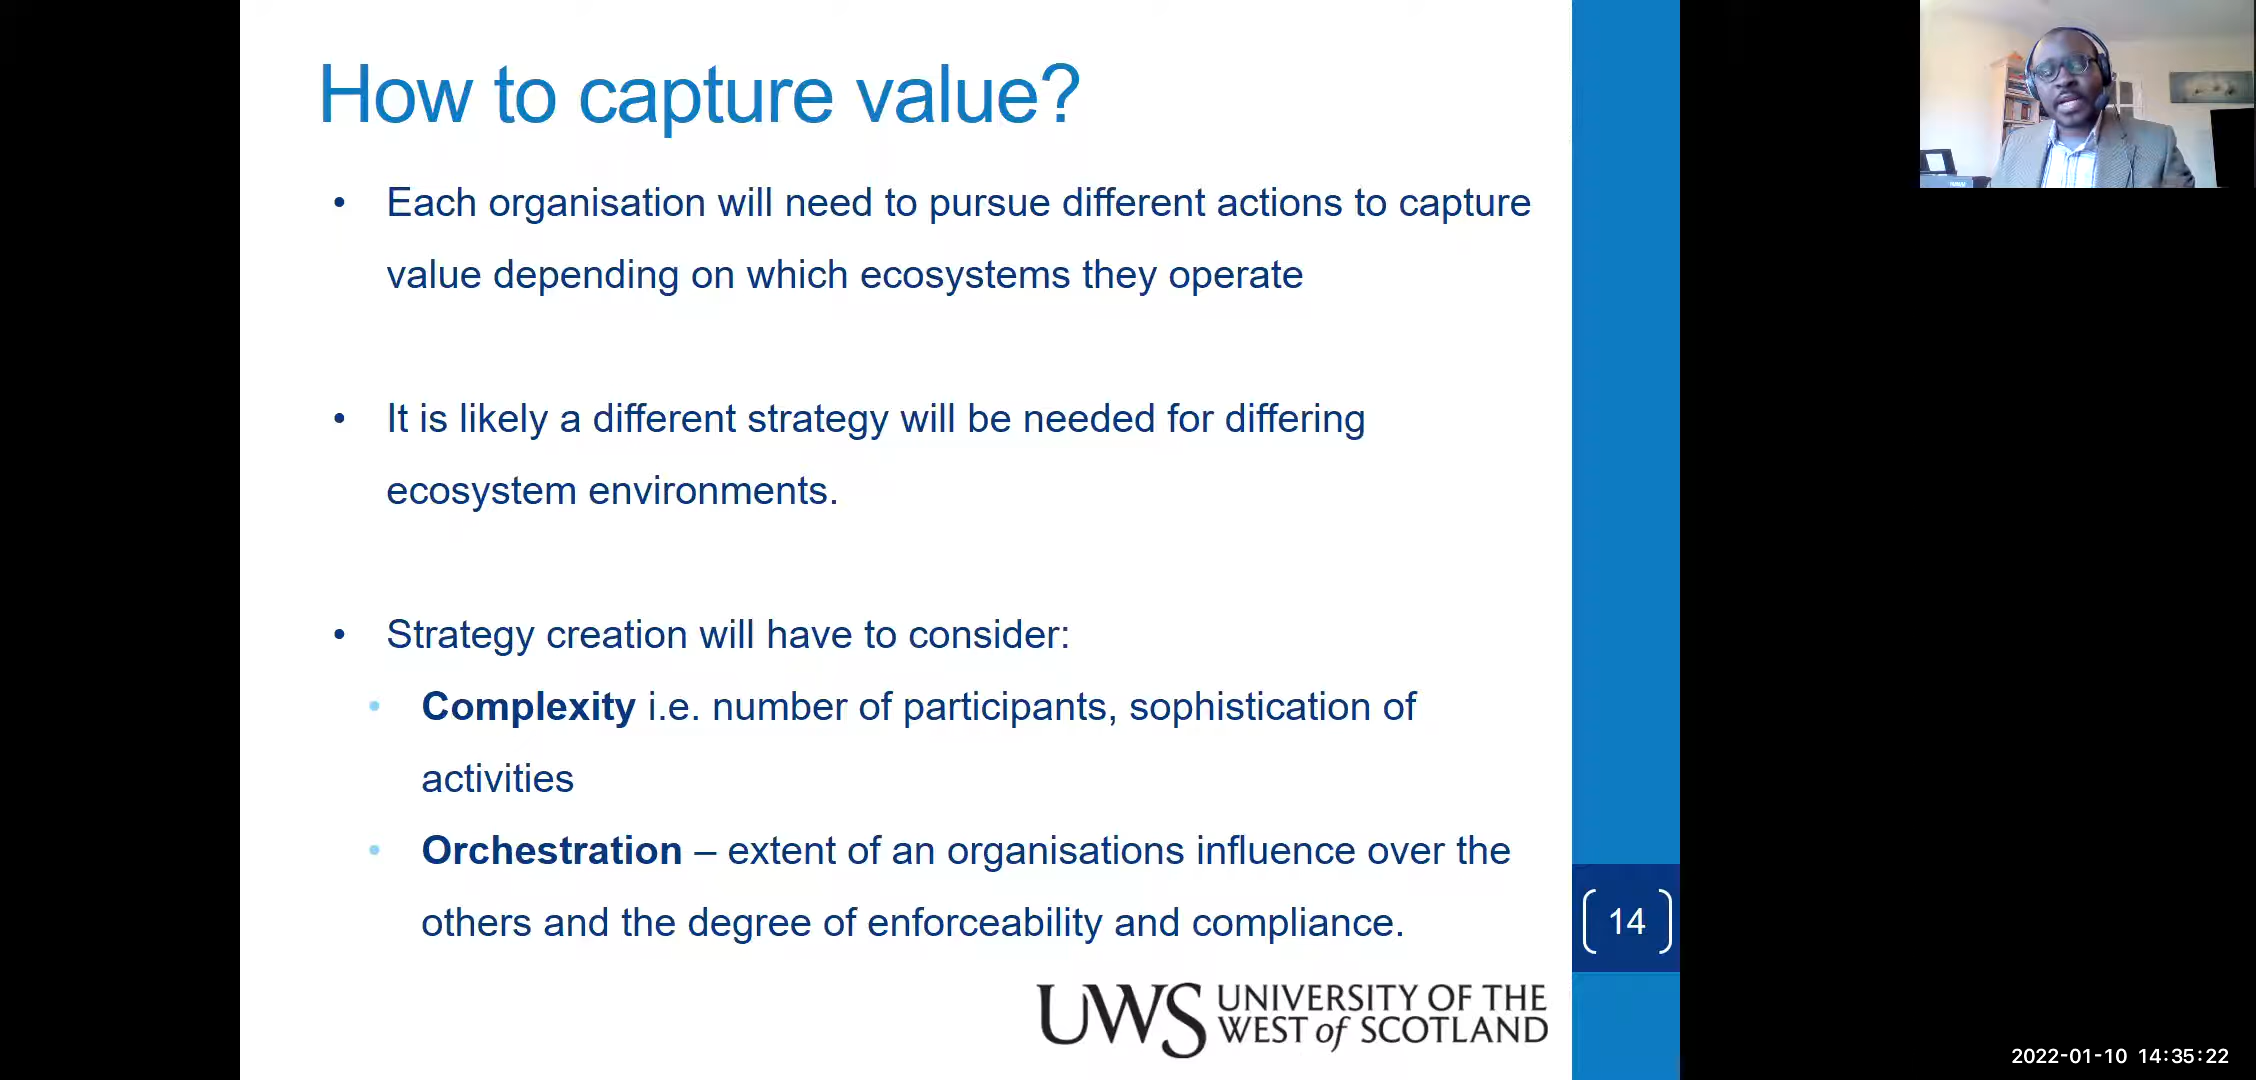 How to capture value?
• Each organisation will need to pursue different actions to capture
value depending on which ecosystems they operate
• It is likely a different strategy will be needed for differing
ecosystem environments.
• Strategy creation will have to consider:
• Complexity i.e. number of participants, sophistication of
activities
• Orchestration – extent of an organisations influence over the
others and the degree of enforceability and compliance.
14
UWS UNIVERSITY OF THE
WEST of SCOTLAND
2022-01-10 14:35:22